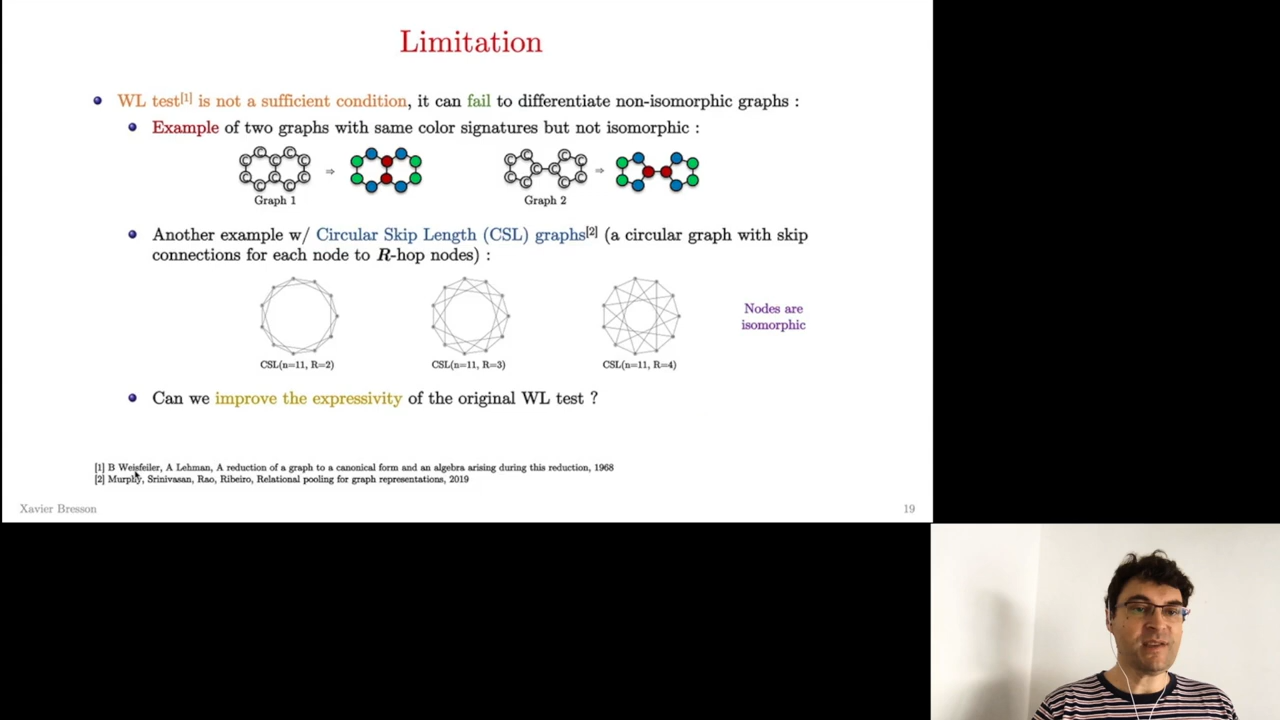 Limitation
WL test[1] is not a sufficient condition, it can fail to differentiate non-isomorphic graphs :
Example of two graphs with same color signatures but not isomorphic :
C C C C C C C C C C ⇒
Graph 1
C C C C C C C C C C ⇒
Graph 2
Another example w/ Circular Skip Length (CSL) graphs[2] (a circular graph with skip
connections for each node to R-hop nodes) :
CSL(n=11, R=2)
CSL(n=11, R=3)
CSL(n=11, R=4)
Nodes are
isomorphic
Can we improve the expressivity of the original WL test ?
[1] B Weisfeiler, A Lehman, A reduction of a graph to a canonical form and an algebra arising during this reduction, 1968
[2] Murphy, Srinivasan, Rao, Ribeiro, Relational pooling for graph representations, 2019
Xavier Bresson
19